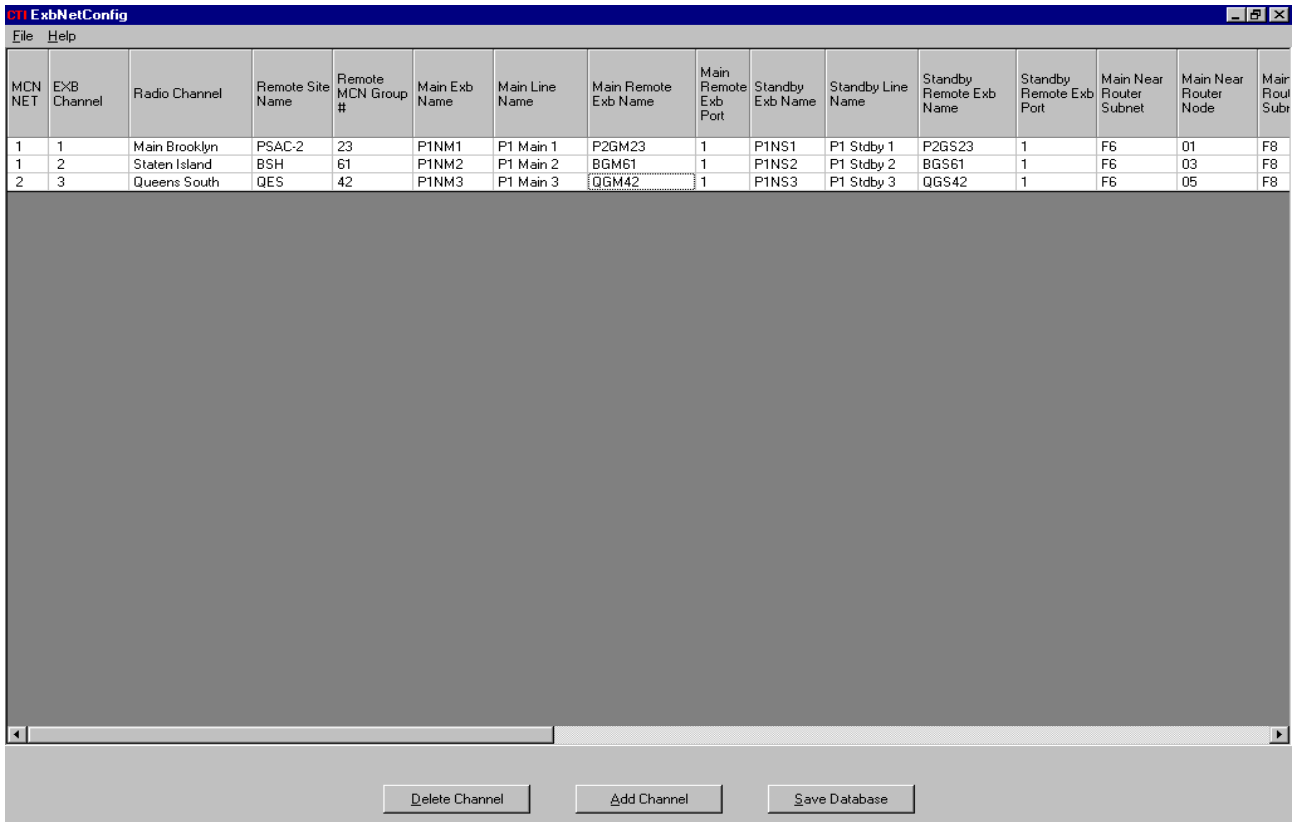 CTI ExbNetConfig
File Help
MCN NET EXB Channel Radio Channel Remote Site Name Remote MCN Group # Main Exb Name Main Line Name Main Remote Exb Name Main Remote Exb Port Standby Exb Name Standby Line Name Standby Remote Exb Name Standby Remote Exb Port Main Near Router Subnet Main Near Router Node
1 1 Main Brooklyn PSAC-2 23 P1NM1 P1 Main 1 P2GM23 1 P1NS1 P1 Stdby 1 P2GS23 1 F6 01 F8
1 2 Staten Island BSH 61 P1NM2 P1 Main 2 BGM61 1 P1NS2 P1 Stdby 2 BGS61 1 F6 03 F8
2 3 Queens South QES 42 P1NM3 P1 Main 3 QGM42 1 P1NS3 P1 Stdby 3 QGS42 1 F6 05 F8
Delete Channel Add Channel Save Database